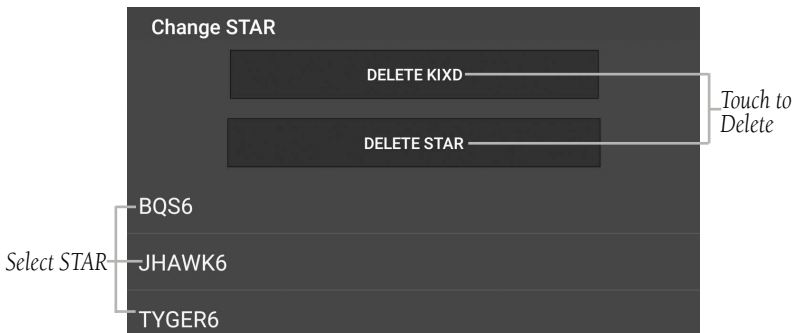 Change STAR
DELETE KIXD
Touch to
Delete
DELETE STAR
BQS6
Select STAR
JHAWK6
TYGER6